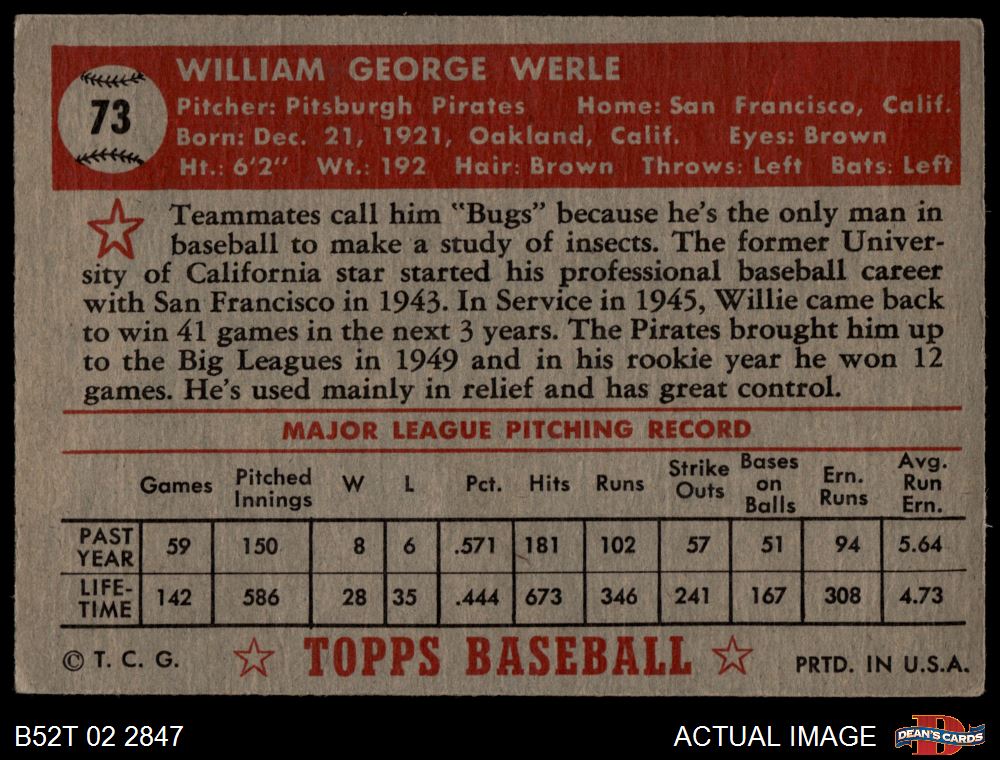 73
WILLIAM GEORGE WERLE
Pitcher: Pitsburgh Pirates Home: San Francisco, Calif.
Born: Dec. 21, 1921, Oakland, Calif. Eyes: Brown
Ht.: 6'2" Wt.: 192 Hair: Brown Throws: Left Bats: Left
Teammates call him "Bugs" because he's the only man in
baseball to make a study of insects. The former Univer-
sity of California star started his professional baseball career
with San Francisco in 1943. In Service in 1945, Willie came back
to win 41 games in the next 3 years. The Pirates brought him up
to the Big Leagues in 1949 and in his rookie year he won 12
games. He's used mainly in relief and has great control.
MAJOR LEAGUE PITCHING RECORD
Games Pitched Innings W L Pct. Hits Runs Strike Outs Bases on Balls Ern. Runs Avg. Run Ern.
PAST YEAR 59 150 8 6 .571 181 102 57 51 94 5.64
LIFE-TIME 142 586 28 35 .444 673 346 241 167 308 4.73
© T. C. G. TOPPS BASEBALL PRTD. IN U.S.A.
B52T 02 2847 ACTUAL IMAGE DEAN'S CARDS